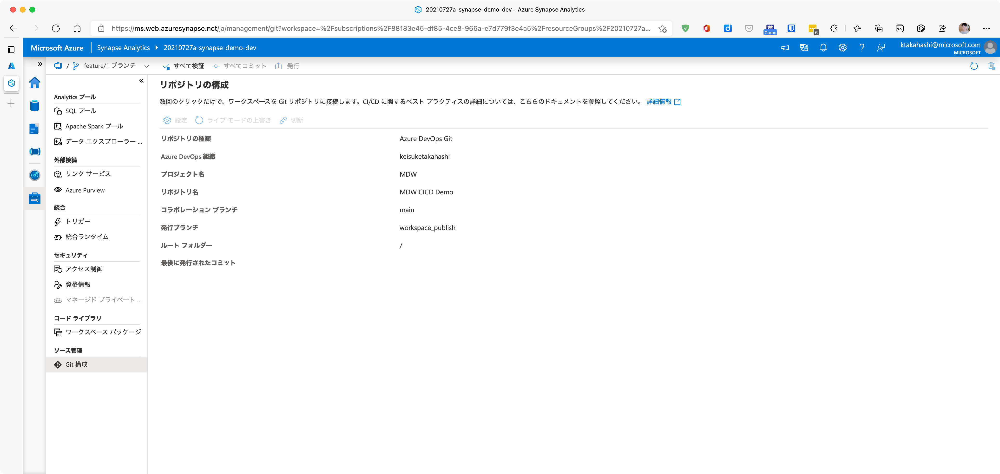 20210727a-synapse-demo-dev - Azure Synapse Analytics
https://ms.web.azuresynapse.net/ja/management/git?workspace=%2Fsubscriptions%2F88183e45-df85-4ce8-966a-e7d779f3e4a5%2FresourceGroups%2F20210727a...
Comn
6
Microsoft Azure
Synapse Analytics
20210727a-synapse-demo-dev
ktakahashi@microsoft.com
MICROSOFT
/
feature/1 ブランチ
すべて検証
すべてコミット
発行
Analytics プール
SQL プール
Apache Spark プール
データ エクスプローラー ...
外部接続
リンク サービス
Azure Purview
統合
トリガー
統合ランタイム
セキュリティ
アクセス制御
資格情報
マネージド プライベート ...
コード ライブラリ
ワークスペース パッケージ
ソース管理
Git 構成
リポジトリの構成
数回のクリックだけで、ワークスペースを Git リポジトリに接続します。CI/CD に関するベスト プラクティスの詳細については、こちらのドキュメントを参照してください。 詳細情報
設定
ライブ モードの上書き
切断
リポジトリの種類 Azure DevOps Git
Azure DevOps 組織 keisuketakahashi
プロジェクト名 MDW
リポジトリ名 MDW CICD Demo
コラボレーション ブランチ main
発行ブランチ workspace_publish
ルート フォルダー /
最後に発行されたコミット